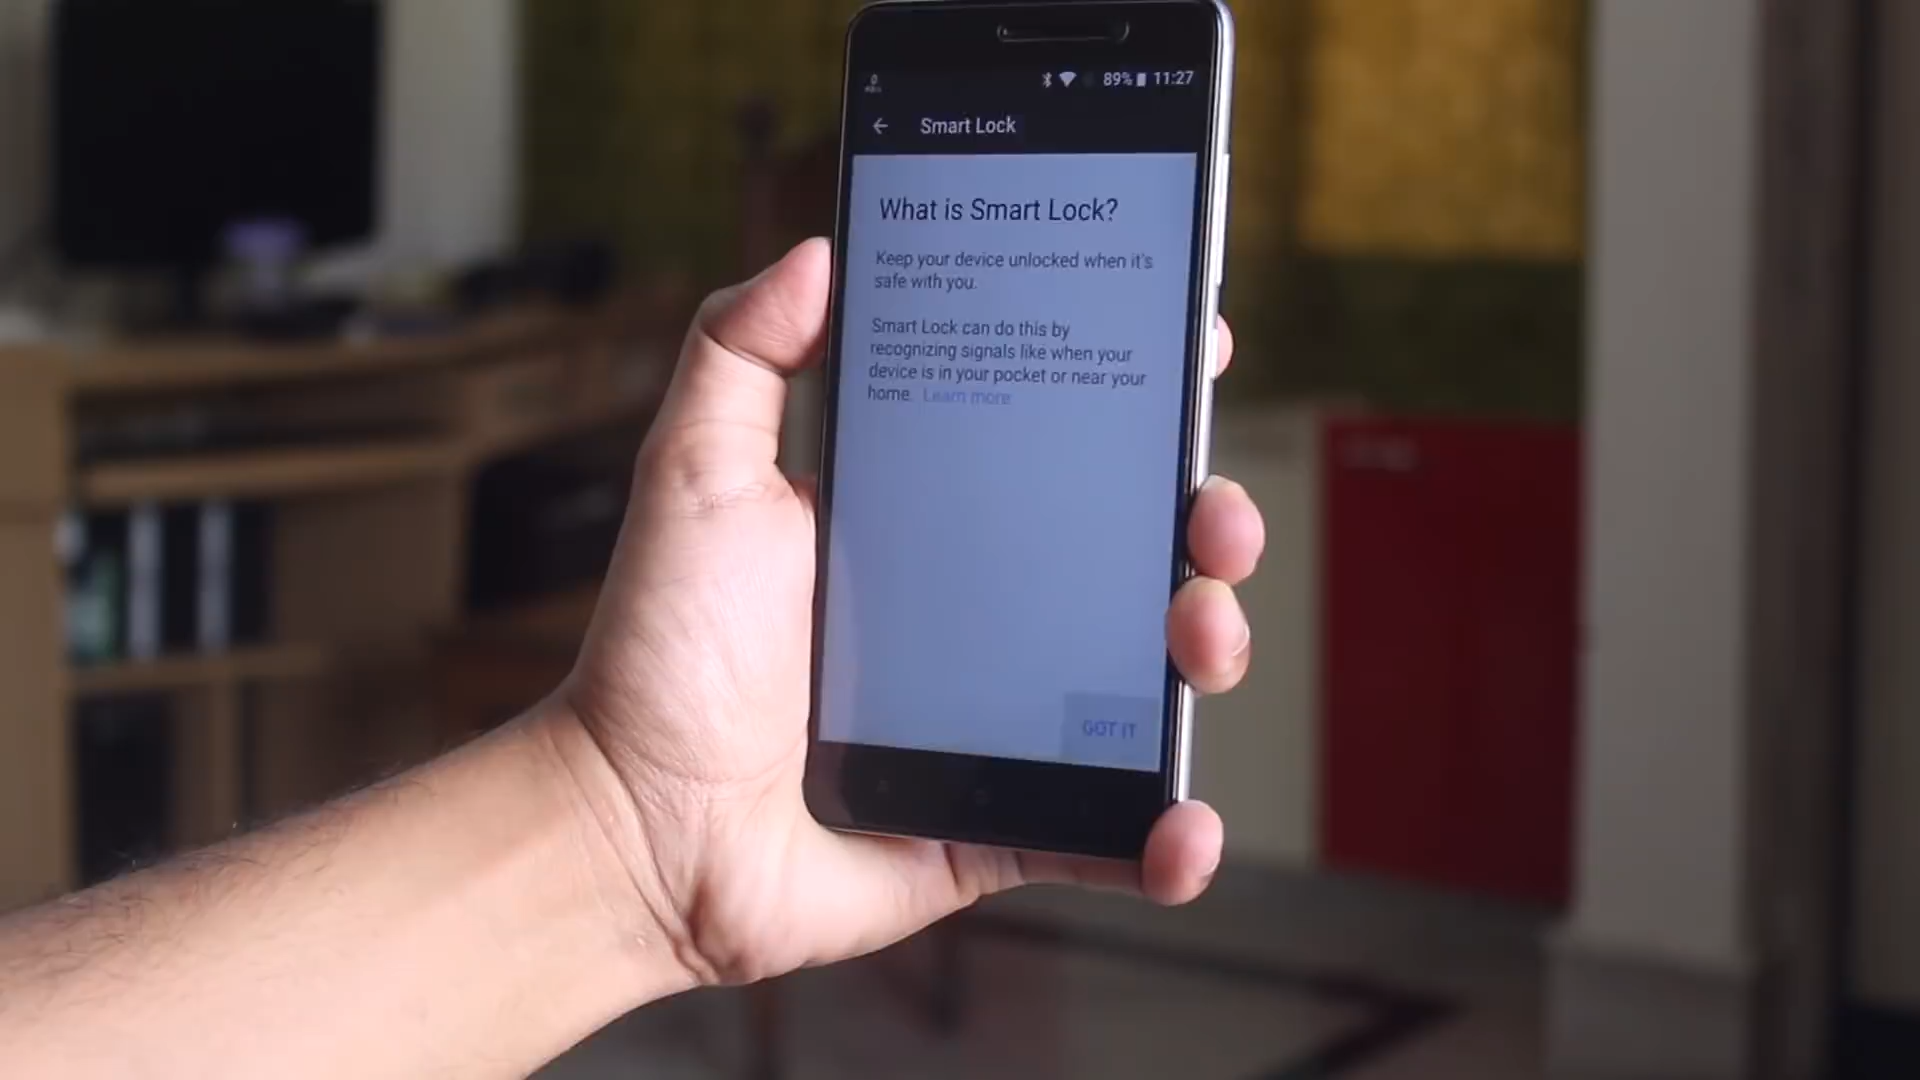 89% 11:27
Smart Lock
What is Smart Lock?
Keep your device unlocked when it's
safe with you.
Smart Lock can do this by
recognizing signals like when your
device is in your pocket or near your
home. Learn more
GOT IT